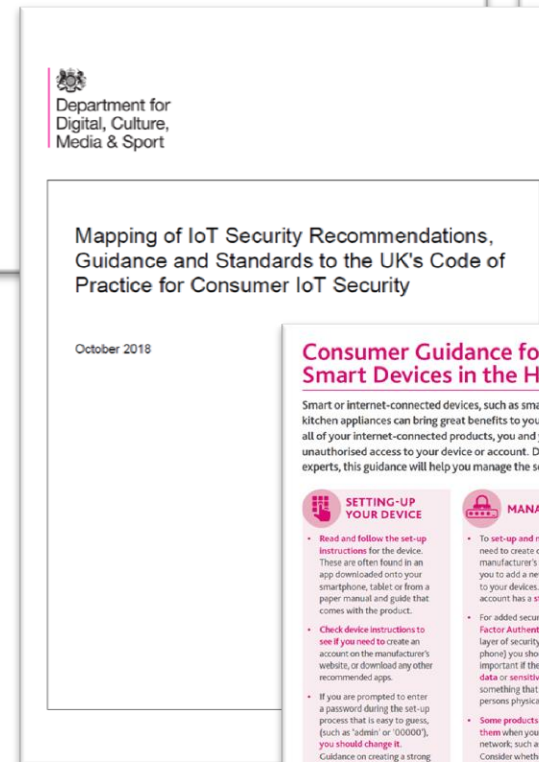 Department for
Digital, Culture,
Media & Sport
Mapping of IoT Security Recommendations,
Guidance and Standards to the UK's Code of
Practice for Consumer IoT Security
October 2018
Consumer Guidance fo
Smart Devices in the H
Smart or internet-connected devices, such as sma
kitchen appliances can bring great benefits to you
all of your internet-connected products, you and
unauthorised access to your device or account. D
experts, this guidance will help you manage the se
SETTING-UP
YOUR DEVICE
• Read and follow the set-up
instructions for the device.
These are often found in an
app downloaded onto your
smartphone, tablet or from a
paper manual and guide that
comes with the product.
• Check device instructions to
see if you need to create an
account on the manufacturer's
website, or download any other
recommended apps.
• If you are prompted to enter
a password during the set-up
process that is easy to guess,
(such as 'admin' or '00000'),
you should change it.
Guidance on creating a strong
MANA
• To set-up and
need to create
manufacturer's
you to add a ne
to your devices.
account has a
• For added secur
Factor Authent
layer of security
phone) you sho
important if the
data or sensitiv
something that
persons physica
• Some products
them when you
network; such a
Consider wheth